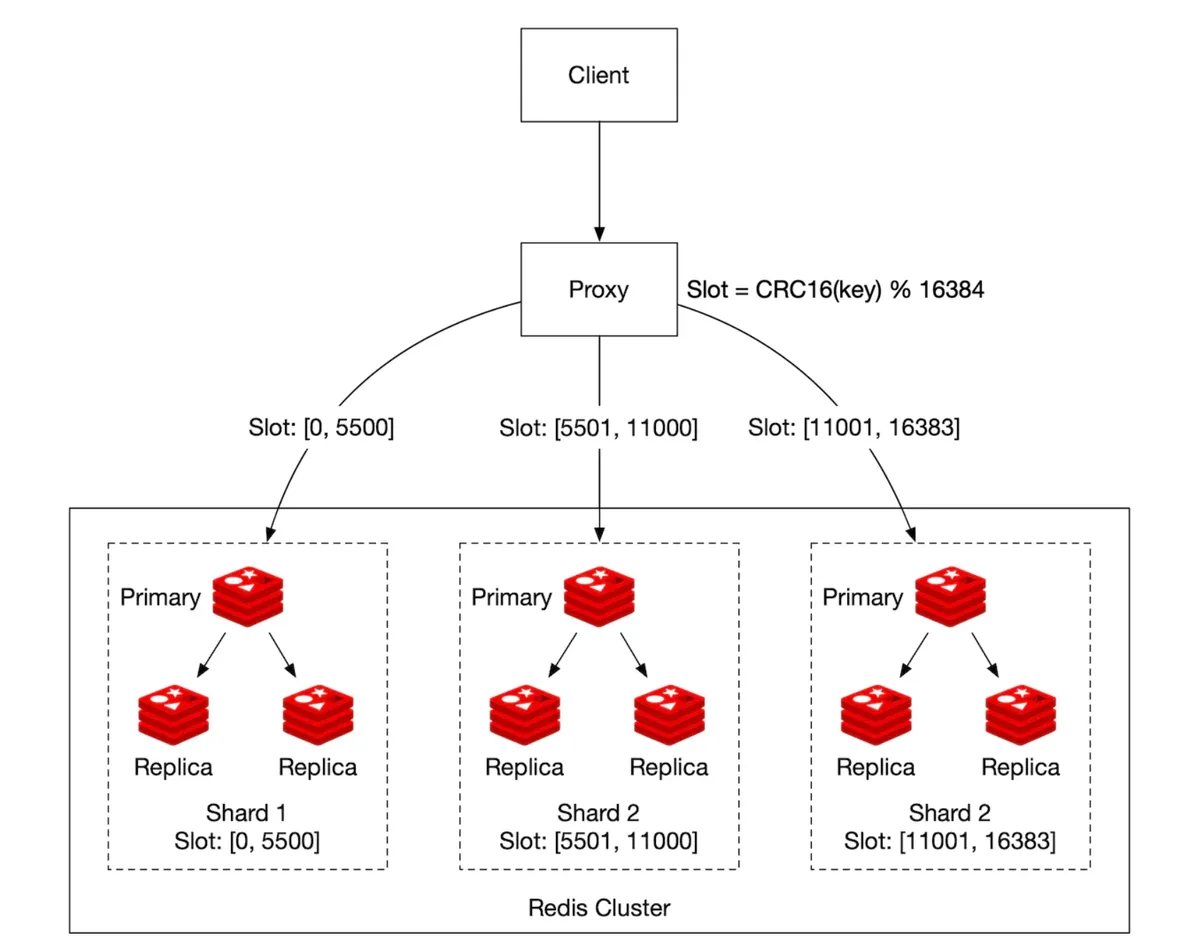 Client
Proxy
Slot = CRC16(key) % 16384
Slot: [0, 5500]
Slot: [5501, 11000]
Slot: [11001, 16383]
Primary
Primary
Primary
Replica
Replica
Replica
Replica
Replica
Replica
Shard 1
Slot: [0, 5500]
Shard 2
Slot: [5501, 11000]
Shard 2
Slot: [11001, 16383]
Redis Cluster